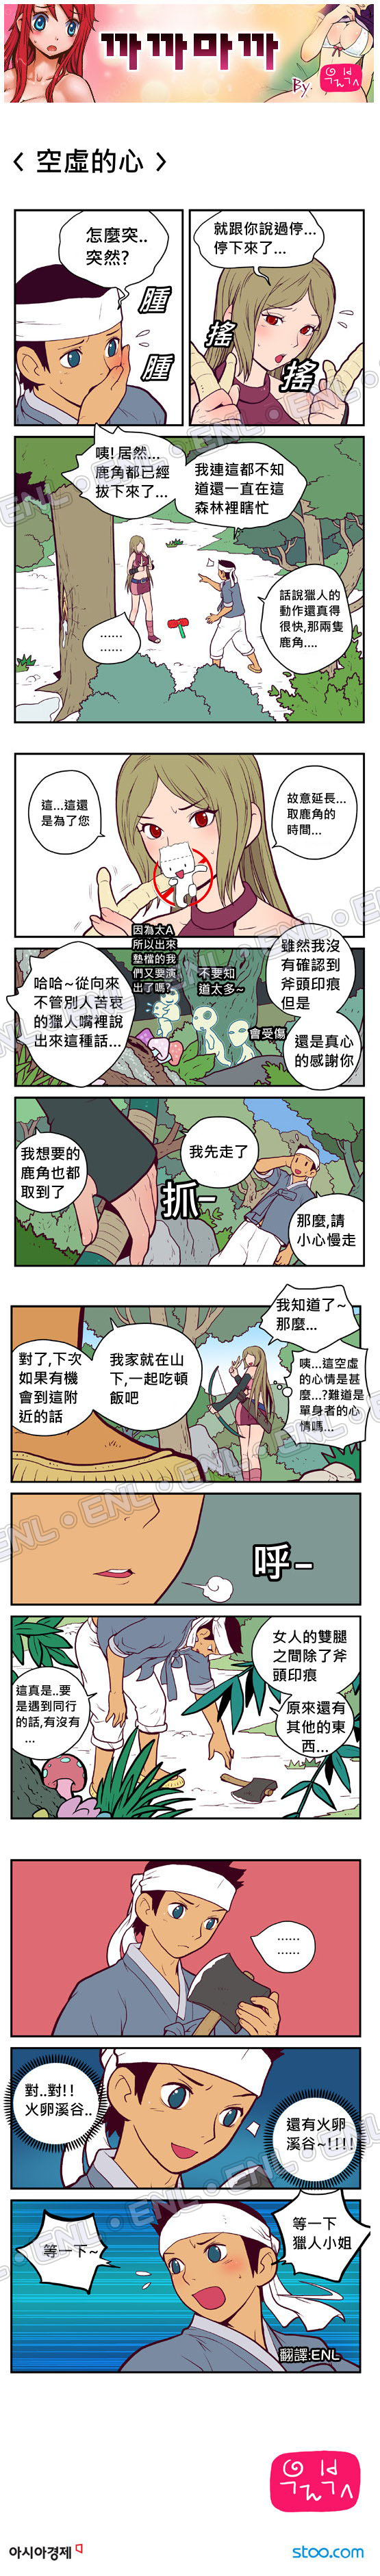 까까마까
By.
< 空虛的心 >
怎麼突..
突然?
腫
腫
就跟你說過停...
停下來了...
搖
搖
咦! 居然...
鹿角都已經
拔下來了...
我連這都不知
道還一直在這
森林裡瞎忙
話說獵人的
動作還真得
很快,那兩隻
鹿角....
......
......
這...這還
是為了您
故意延長...
取鹿角的
時間...
哈哈~從向來
不管別人苦衷
的獵人嘴裡說
出來這種話...
因為太A
所以出來
墊檔的我
們又要演
出了嗎?
不要知
道太多~
會受傷
雖然我沒
有確認到
斧頭印痕
但是
還是真心
的感謝你
我想要的
鹿角也都
取到了
抓-
我先走了
那麼,請
小心慢走
對了,下次
如果有機
會到這附
近的話
我家就在山
下,一起吃頓
飯吧
我知道了~
那麼...
咦...這空虛
的心情是甚
麼...?難道是
單身者的心
情嗎...
呼-
這真是..要
是遇到同行
的話,有沒有
...
女人的雙腿
之間除了斧
頭印痕
原來還有
其他的東
西...
......
......
對..對!!
火卵溪谷..
還有火卵
溪谷~!!!!
等一下~
等一下
獵人小姐
翻譯:ENL
아시아경제
stoo.com